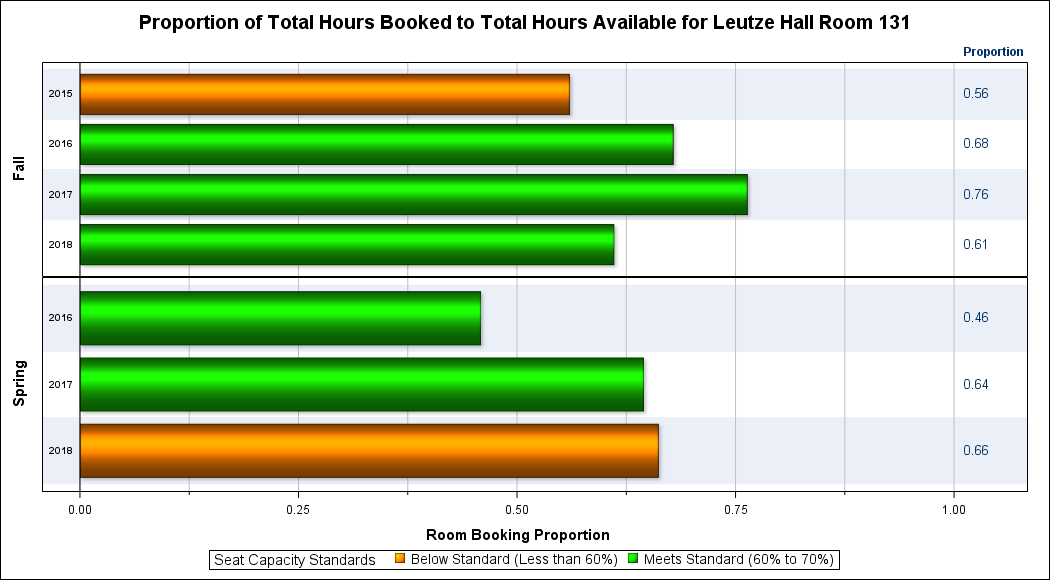 Proportion of Total Hours Booked to Total Hours Available for Leutze Hall Room 131
Proportion
Fall
2015 0.56
2016 0.68
2017 0.76
2018 0.61
Spring
2016 0.46
2017 0.64
2018 0.66
0.00 0.25 0.50 0.75 1.00
Room Booking Proportion
Seat Capacity Standards Below Standard (Less than 60%) Meets Standard (60% to 70%)